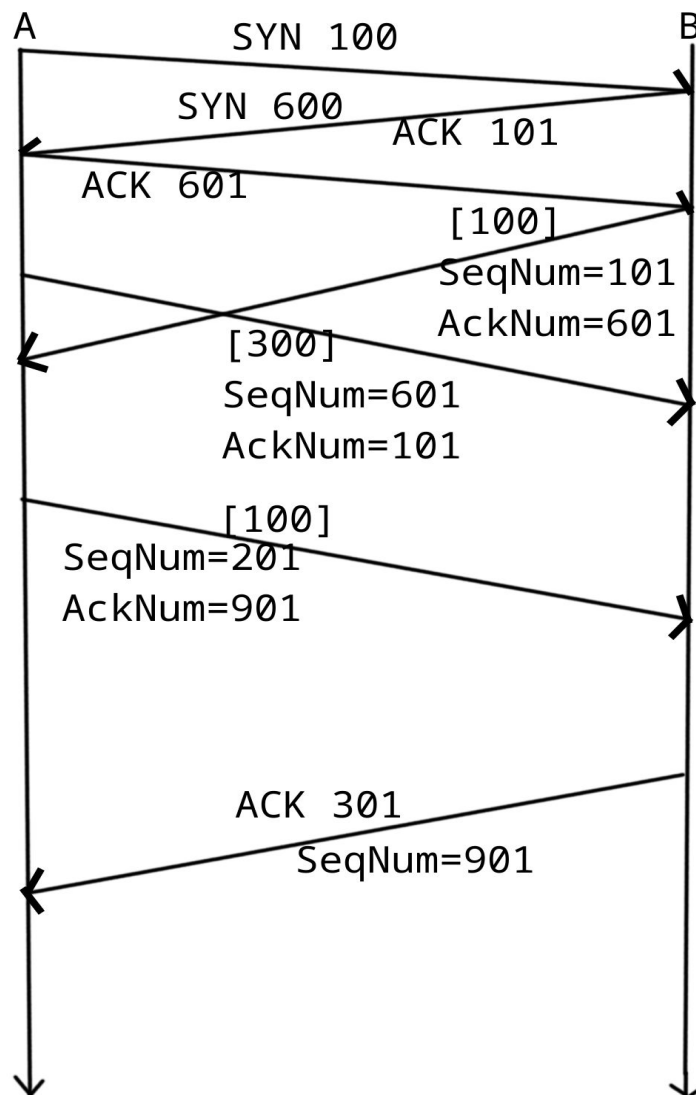 A
B
SYN 100
SYN 600
ACK 101
ACK 601
[100]
SeqNum=101
AckNum=601
[300]
SeqNum=601
AckNum=101
[100]
SeqNum=201
AckNum=901
ACK 301
SeqNum=901